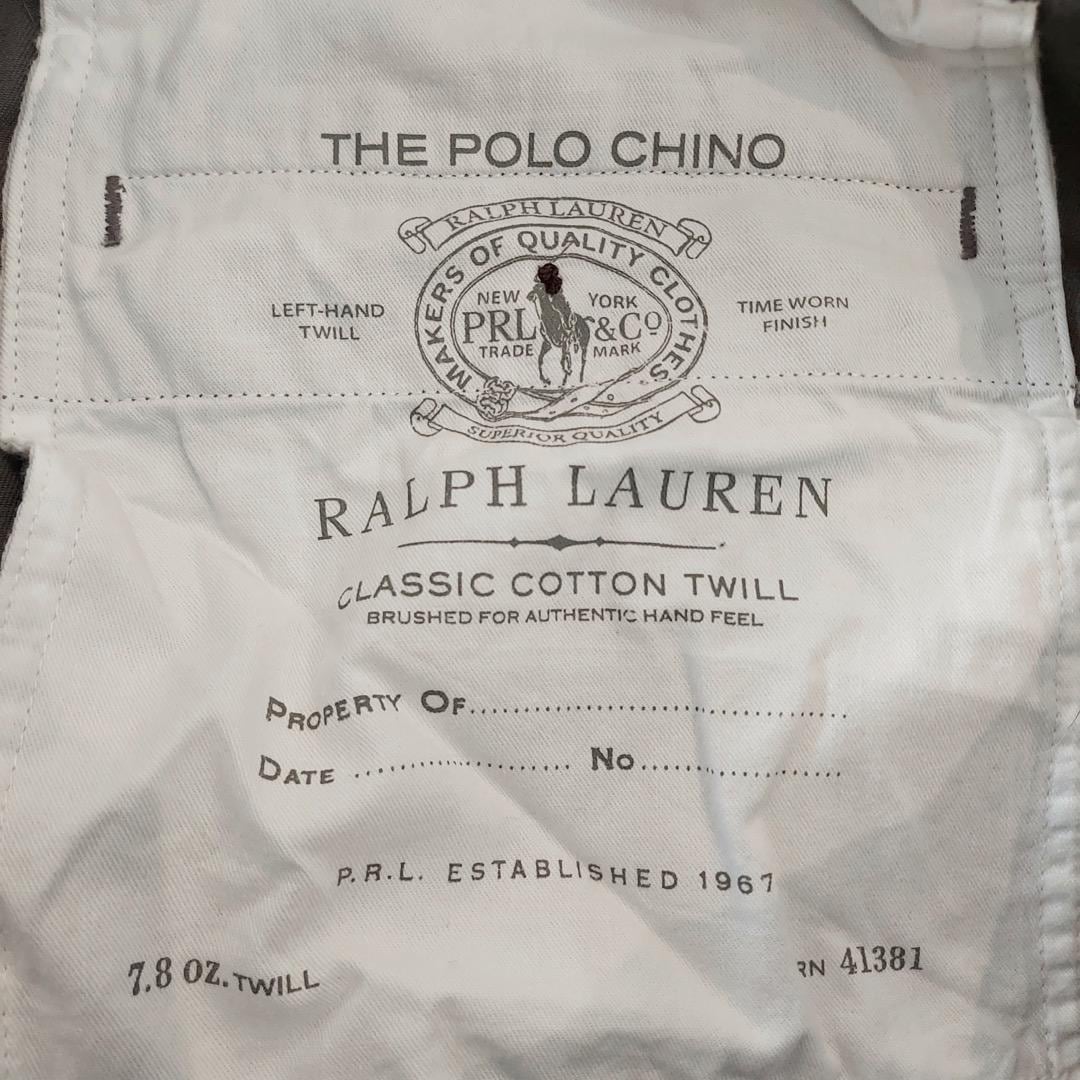 THE POLO CHINO
RALPH LAUREN
MAKERS OF QUALITY CLOTHES
LEFT-HAND
TWILL
NEW YORK
PRL &Cº
TRADE MARK
TIME WORN
FINISH
SUPERIOR QUALITY
RALPH LAUREN
CLASSIC COTTON TWILL
BRUSHED FOR AUTHENTIC HAND FEEL
PROPERTY OF........................................
DATE ....................... No......................
P.R.L. ESTABLISHED 1967
7.8 OZ. TWILL
RN 41381